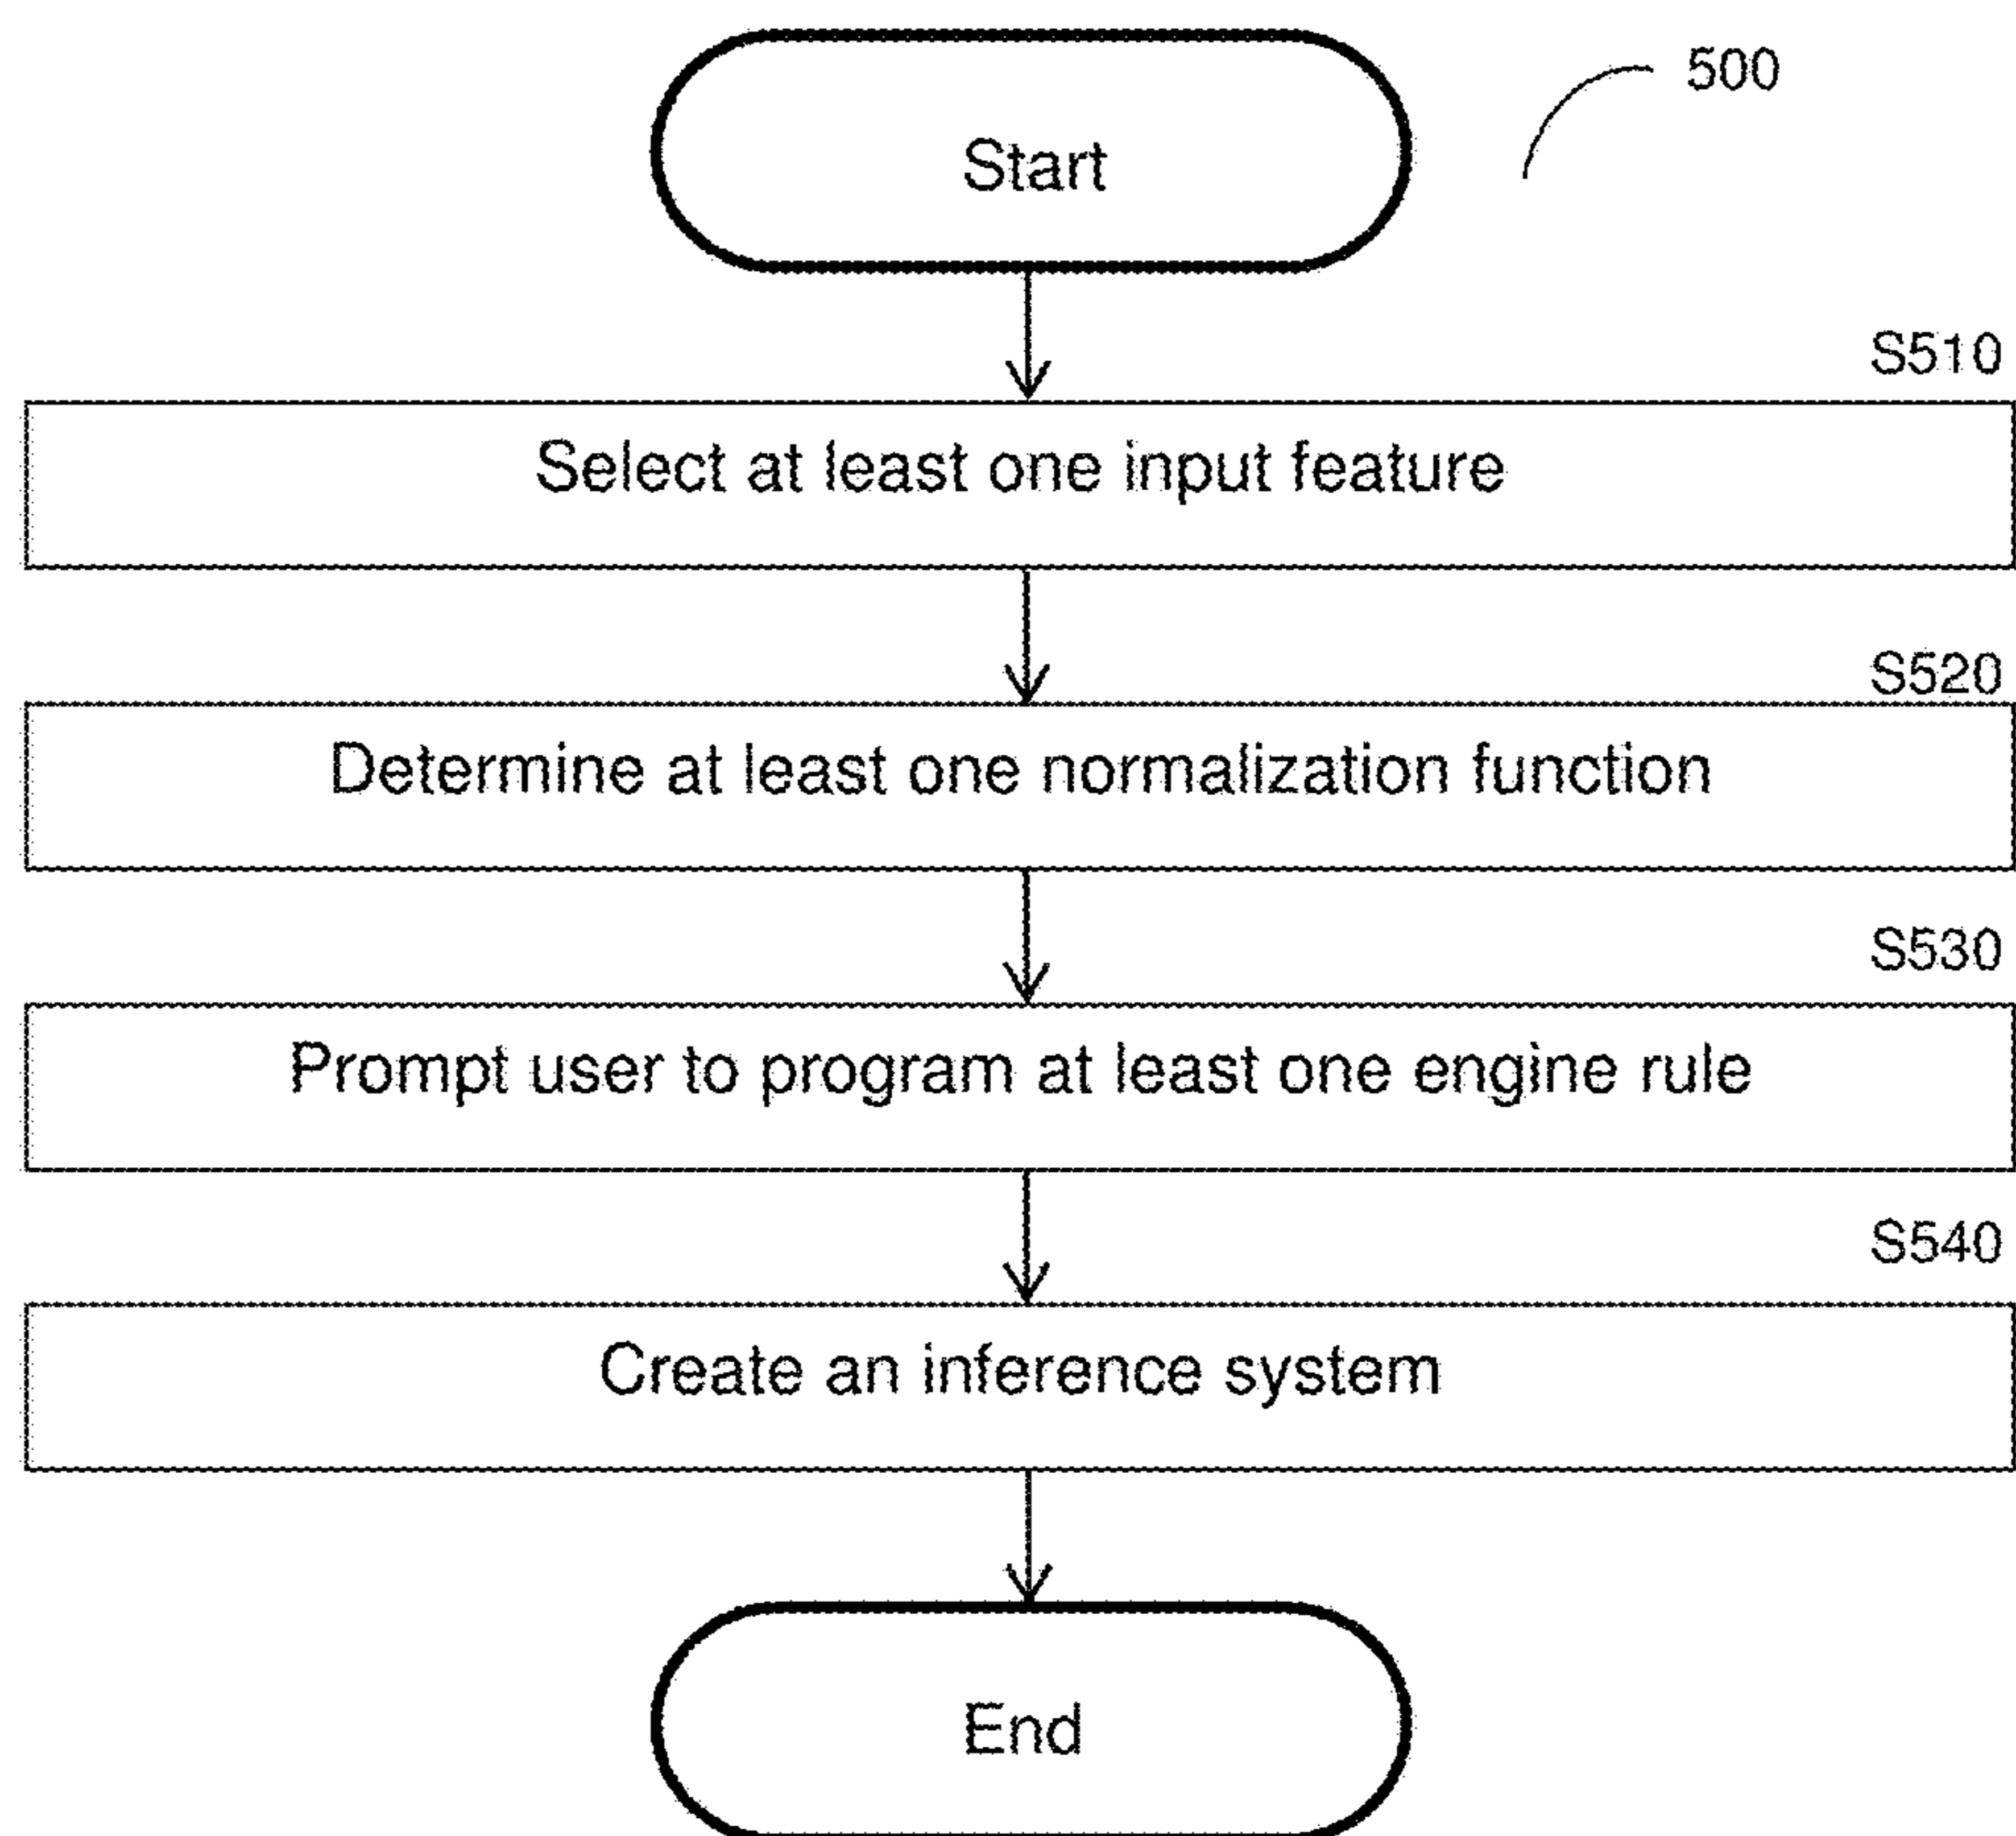 500
Start
S510
Select at least one input feature
S520
Determine at least one normalization function
S530
Prompt user to program at least one engine rule
S540
Create an inference system
End